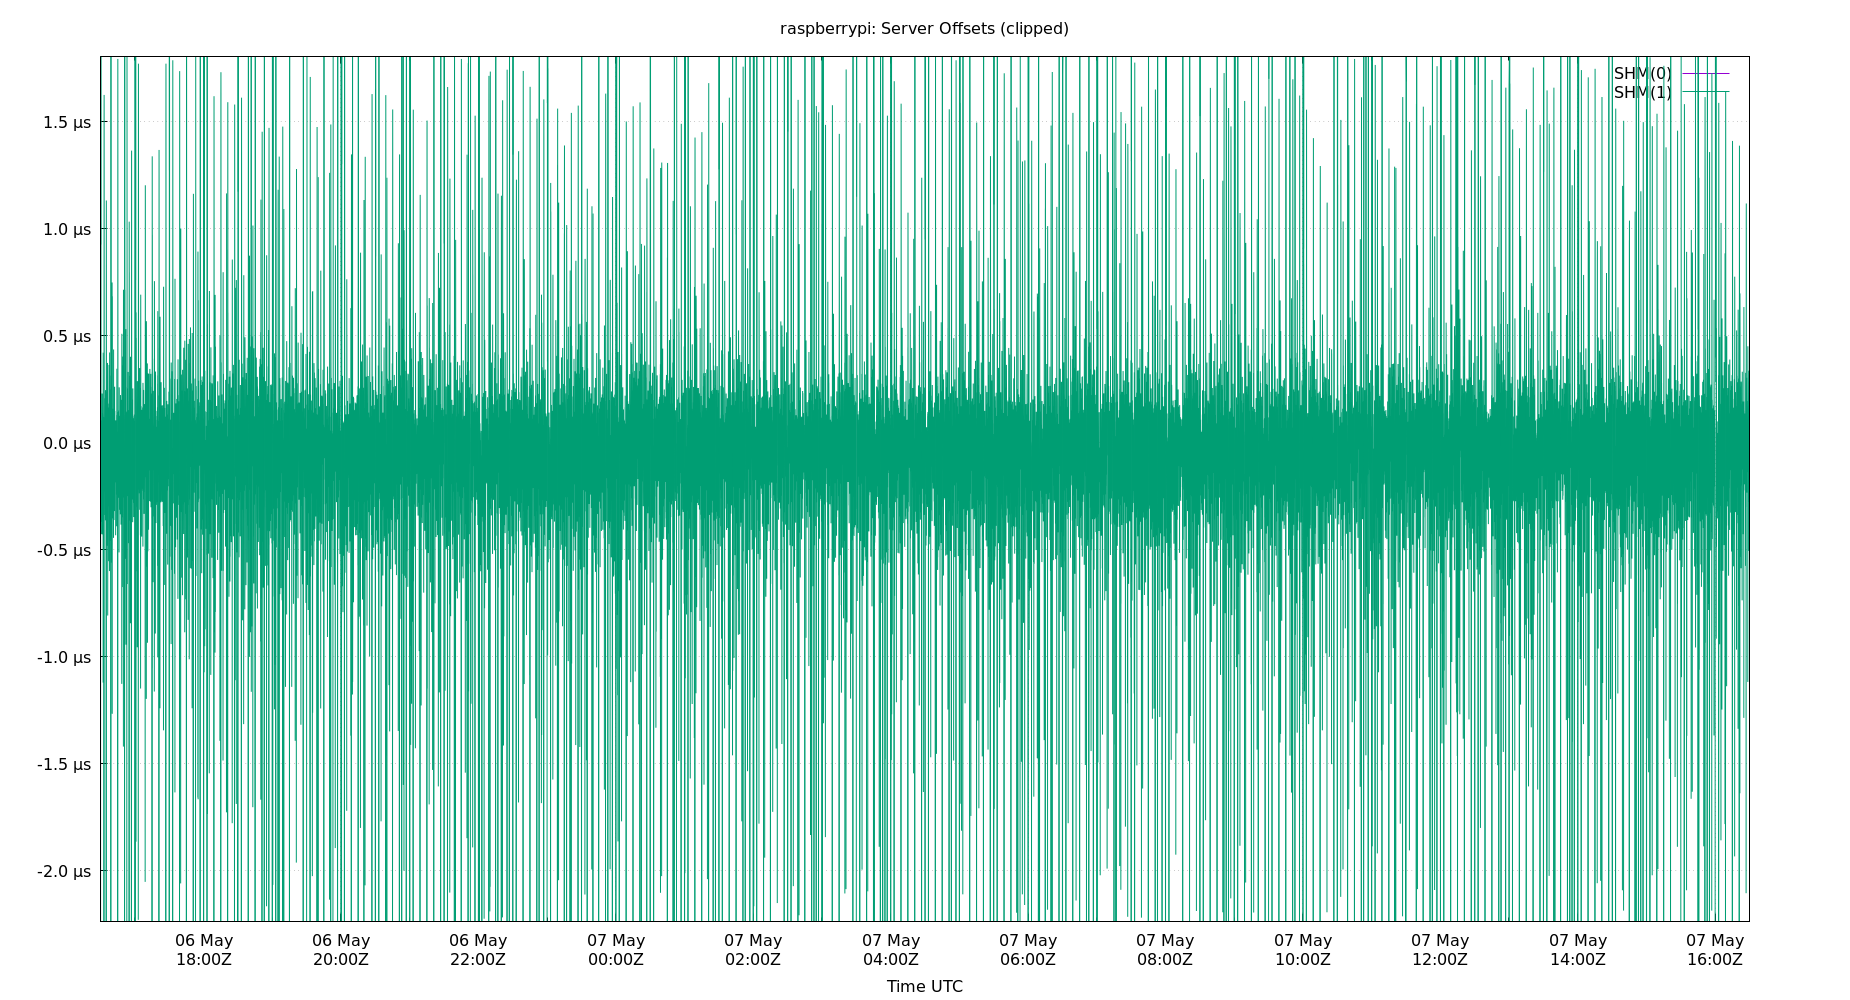 raspberrypi: Server Offsets (clipped)
SHM(0)
SHM(1)
1.5 µs
1.0 µs
0.5 µs
0.0 µs
-0.5 µs
-1.0 µs
-1.5 µs
-2.0 µs
06 May 06 May 06 May 07 May 07 May 07 May 07 May 07 May 07 May 07 May 07 May 07 May
18:00Z 20:00Z 22:00Z 00:00Z 02:00Z 04:00Z 06:00Z 08:00Z 10:00Z 12:00Z 14:00Z 16:00Z
Time UTC